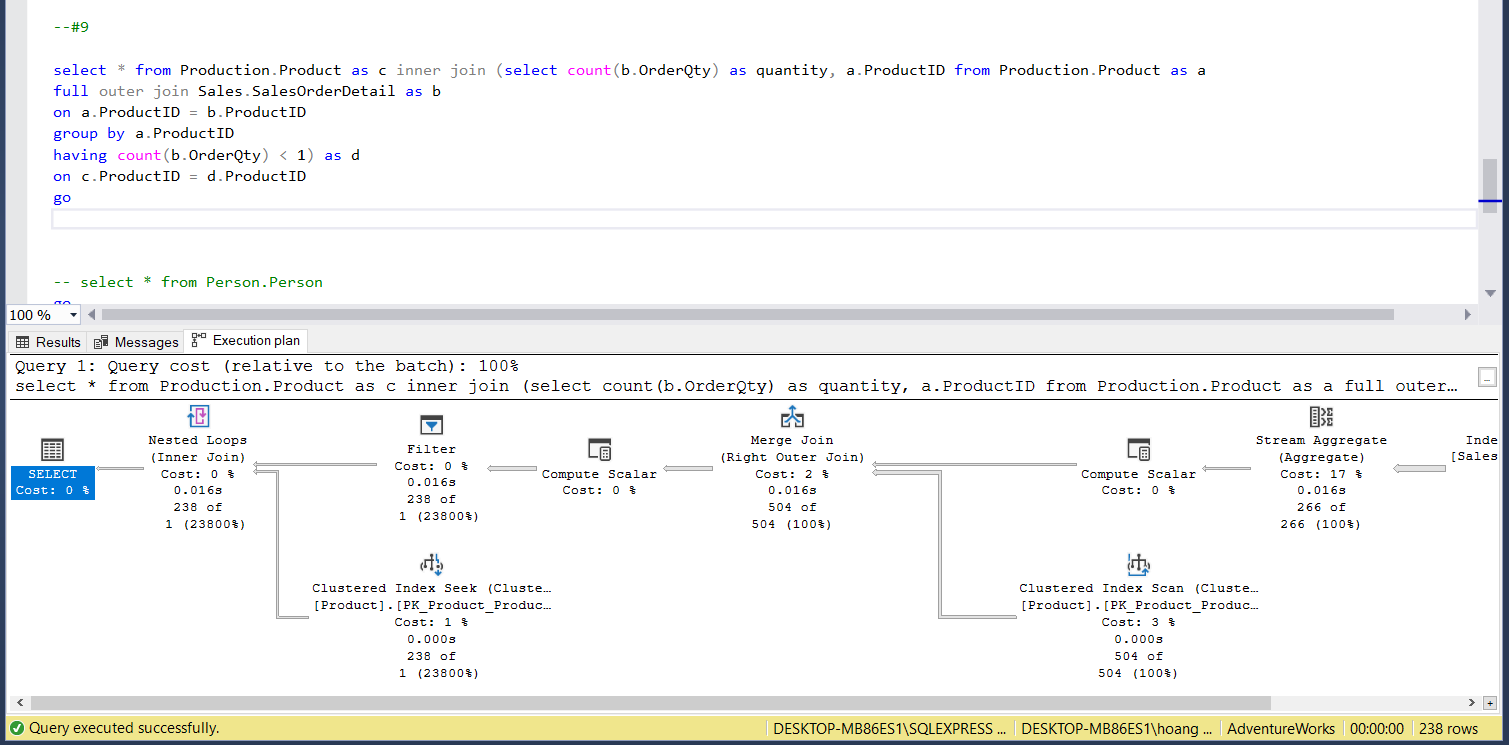 --#9
select * from Production.Product as c inner join (select count(b.OrderQty) as quantity, a.ProductID from Production.Product as a
full outer join Sales.SalesOrderDetail as b
on a.ProductID = b.ProductID
group by a.ProductID
having count(b.OrderQty) < 1) as d
on c.ProductID = d.ProductID
go
-- select * from Person.Person
go
100 %
Results Messages Execution plan
Query 1: Query cost (relative to the batch): 100%
select * from Production.Product as c inner join (select count(b.OrderQty) as quantity, a.ProductID from Production.Product as a full outer…
SELECT
Cost: 0 %
Nested Loops
(Inner Join)
Cost: 0 %
0.016s
238 of
1 (23800%)
Filter
Cost: 0 %
0.016s
238 of
1 (23800%)
Compute Scalar
Cost: 0 %
Merge Join
(Right Outer Join)
Cost: 2 %
0.016s
504 of
504 (100%)
Compute Scalar
Cost: 0 %
Stream Aggregate
(Aggregate)
Cost: 17 %
0.016s
266 of
266 (100%)
Inde
[Sales
Clustered Index Seek (Cluste…
[Product].[PK_Product_Produc…
Cost: 1 %
0.000s
238 of
1 (23800%)
Clustered Index Scan (Cluste…
[Product].[PK_Product_Produc…
Cost: 3 %
0.000s
504 of
504 (100%)
Query executed successfully. DESKTOP-MB86ES1\SQLEXPRESS ... DESKTOP-MB86ES1\hoang ... AdventureWorks 00:00:00 238 rows